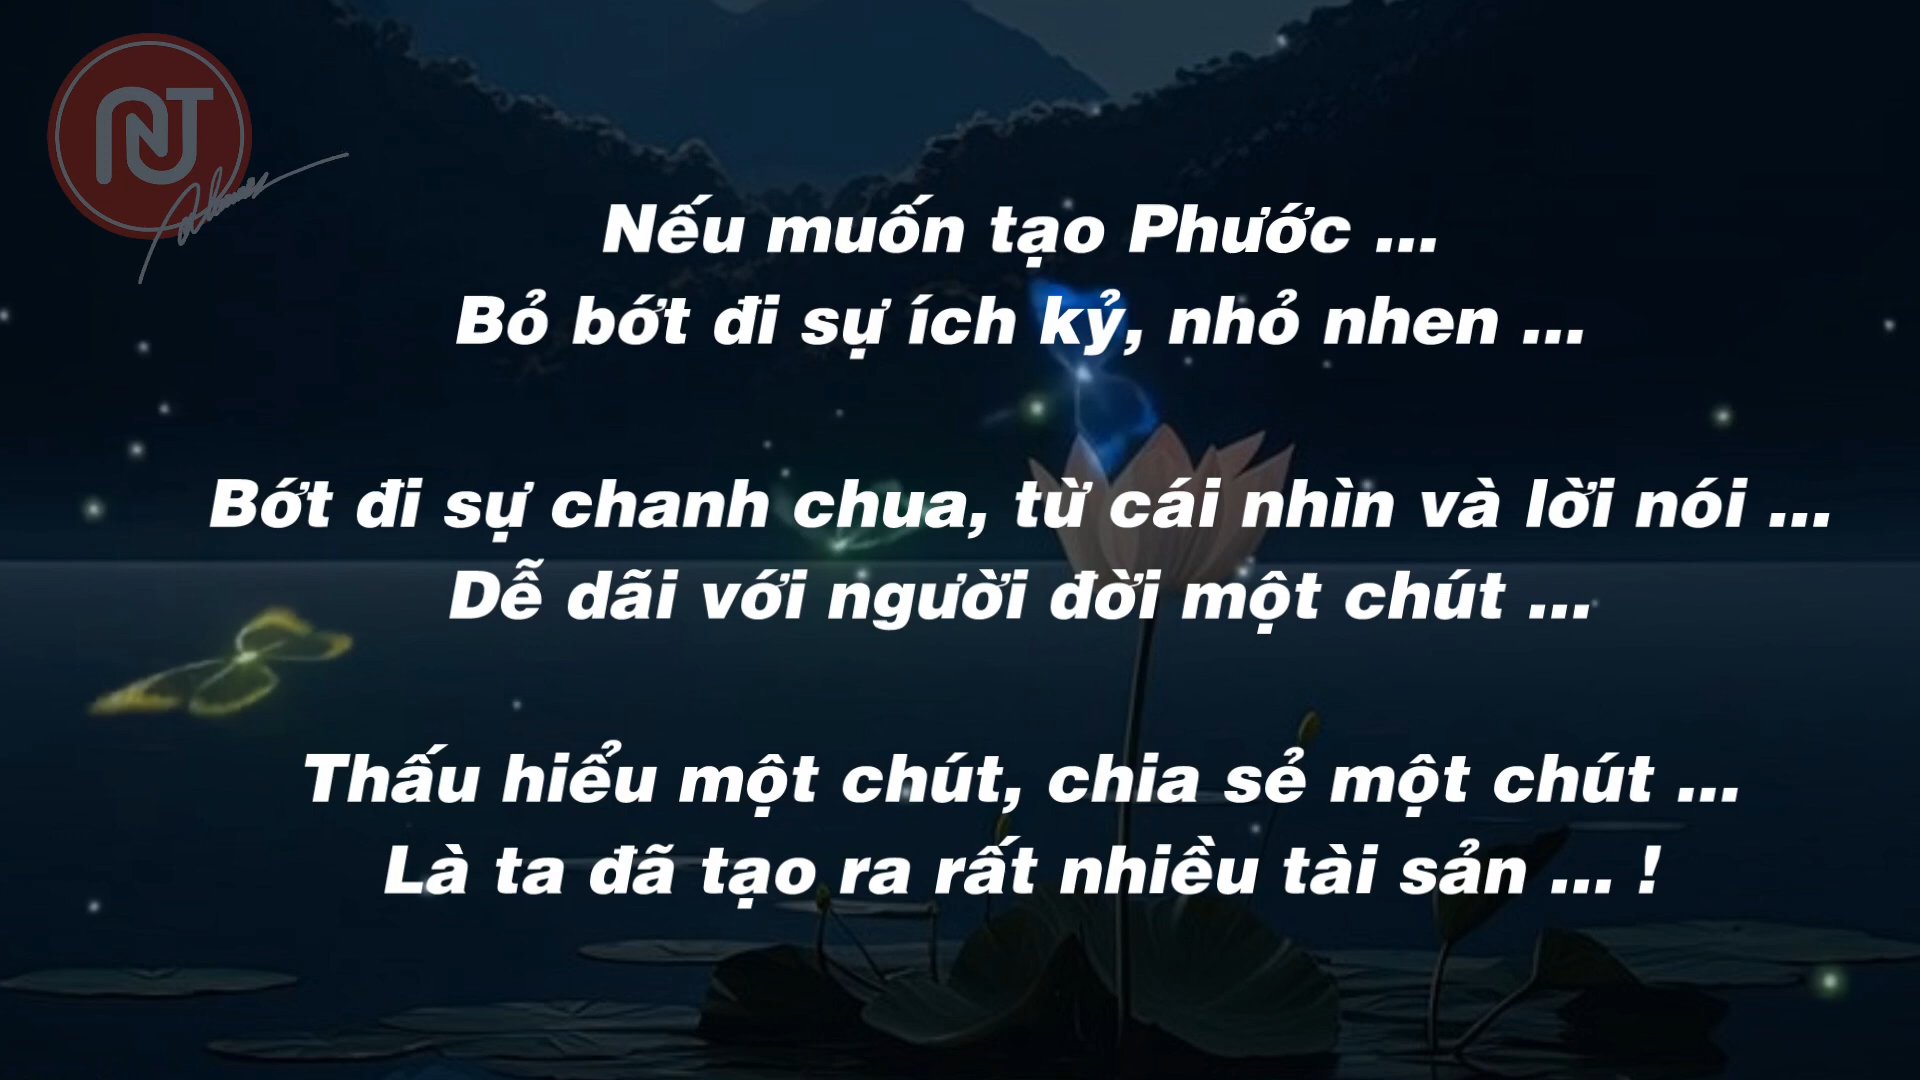 NT
Nếu muốn tạo Phước ...
Bỏ bớt đi sự ích kỷ, nhỏ nhen ...
Bớt đi sự chanh chua, từ cái nhìn và lời nói ...
Dễ dãi với người đời một chút ...
Thấu hiểu một chút, chia sẻ một chút ...
Là ta đã tạo ra rất nhiều tài sản ... !